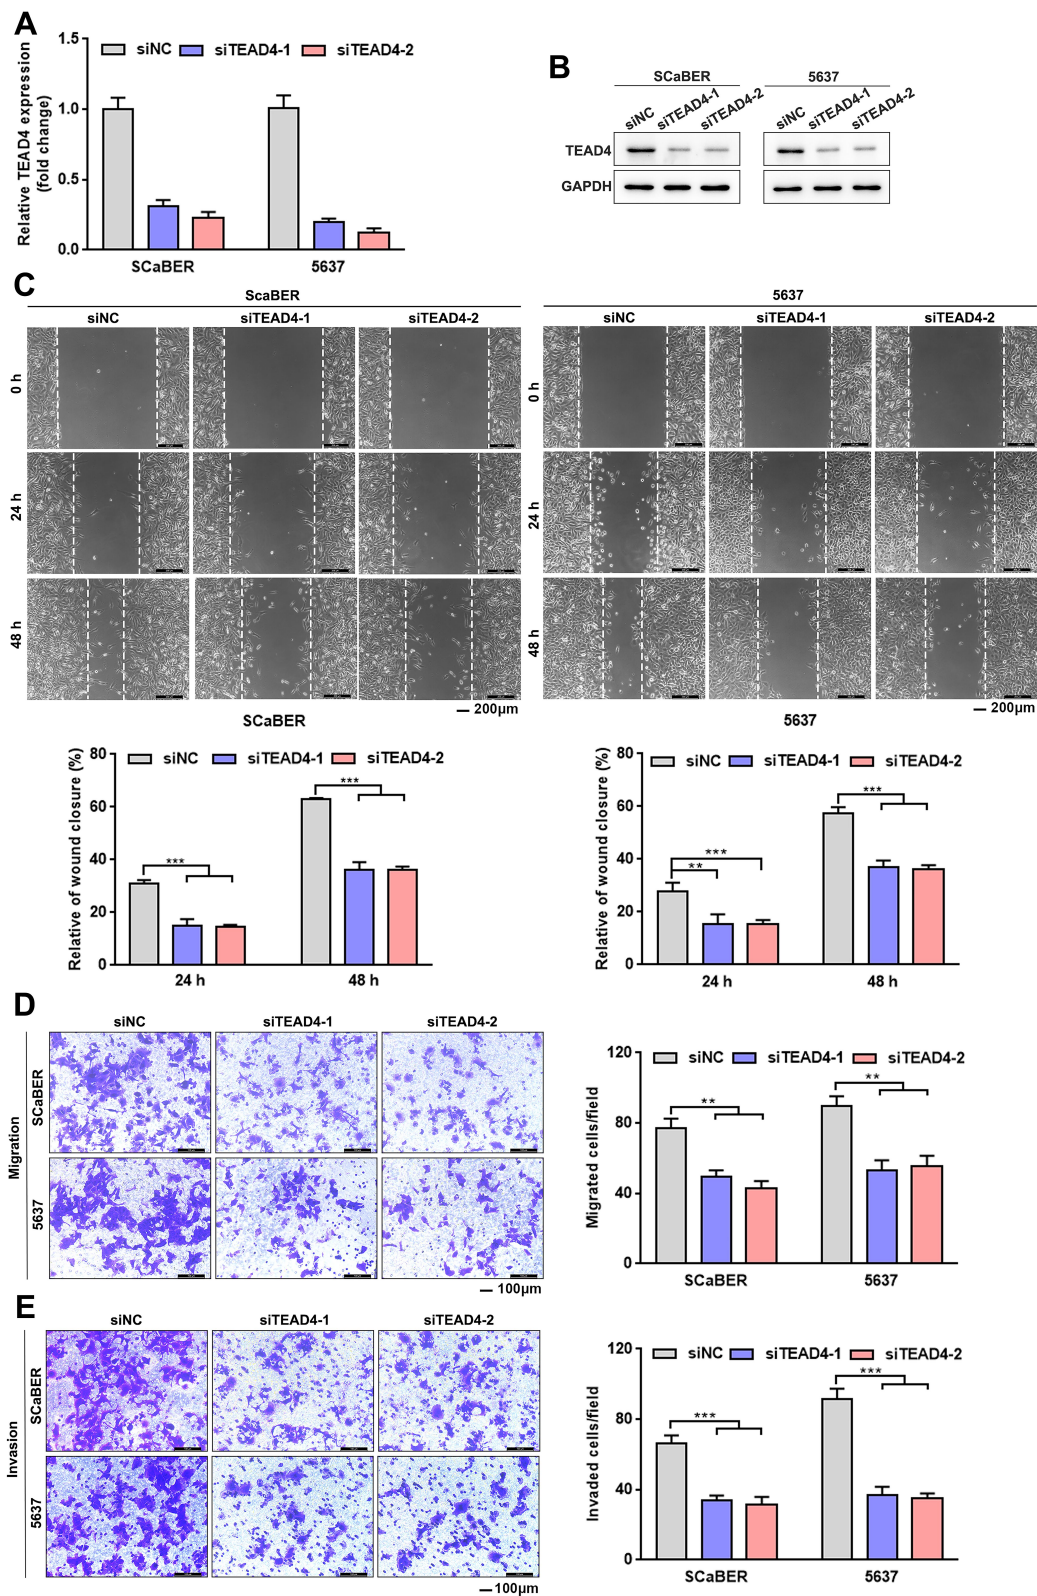 A
Relative TEAD4 expression
(fold change)
1.5
1.0
0.5
0.0
siNC siTEAD4-1 siTEAD4-2
SCaBER 5637
B
SCaBER 5637
siNC siTEAD4-1 siTEAD4-2 siNC siTEAD4-1 siTEAD4-2
TEAD4
GAPDH
C
ScaBER 5637
siNC siTEAD4-1 siTEAD4-2 siNC siTEAD4-1 siTEAD4-2
0 h 0 h
24 h 24 h
48 h 48 h
200μm 200μm
SCaBER
Relative of wound closure (%)
80
60
40
20
0
siNC siTEAD4-1 siTEAD4-2
***
***
24 h 48 h
5637
Relative of wound closure (%)
80
60
40
20
0
siNC siTEAD4-1 siTEAD4-2
***
***
**
24 h 48 h
D
siNC siTEAD4-1 siTEAD4-2
Migration
SCaBER
5637
100μm
Migrated cells/field
120
80
40
0
siNC siTEAD4-1 siTEAD4-2
** **
SCaBER 5637
E
siNC siTEAD4-1 siTEAD4-2
Invasion
SCaBER
5637
100μm
Invaded cells/field
120
80
40
0
siNC siTEAD4-1 siTEAD4-2
*** ***
SCaBER 5637